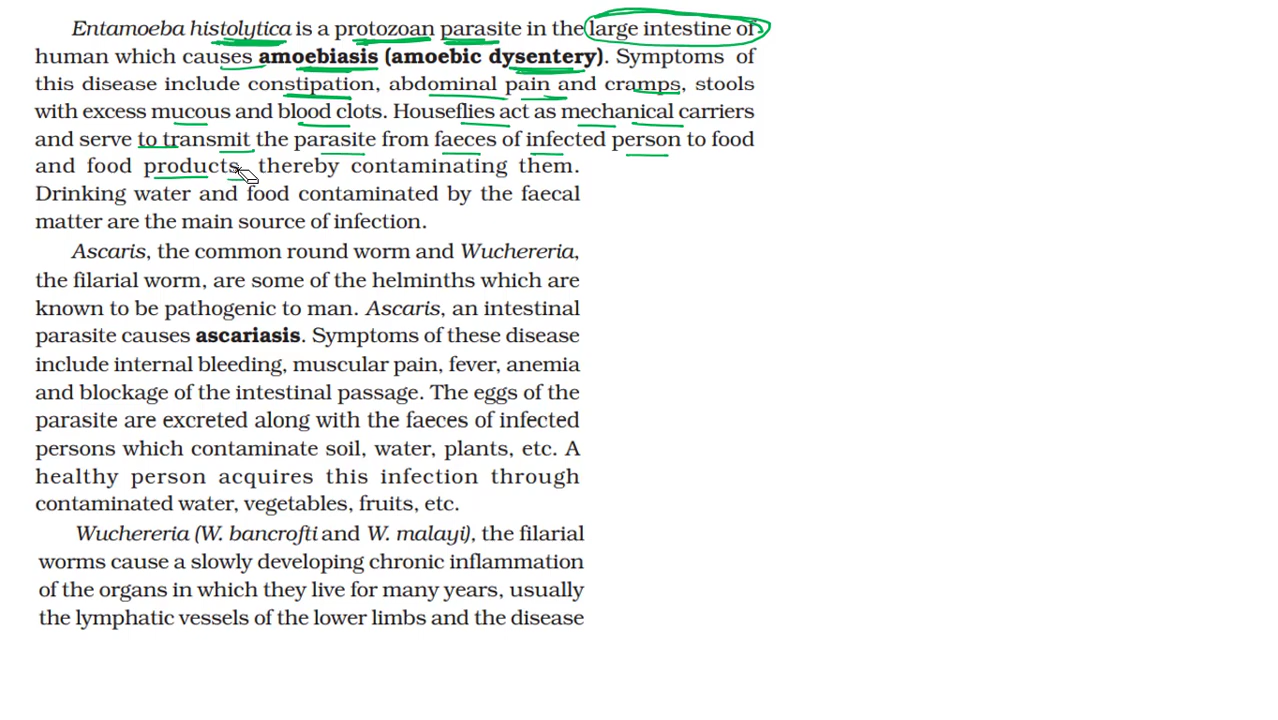 Entamoeba histolytica is a protozoan parasite in the large intestine of
human which causes amoebiasis (amoebic dysentery). Symptoms of
this disease include constipation, abdominal pain and cramps, stools
with excess mucous and blood clots. Houseflies act as mechanical carriers
and serve to transmit the parasite from faeces of infected person to food
and food products, thereby contaminating them.
Drinking water and food contaminated by the faecal
matter are the main source of infection.
Ascaris, the common round worm and Wuchereria,
the filarial worm, are some of the helminths which are
known to be pathogenic to man. Ascaris, an intestinal
parasite causes ascariasis. Symptoms of these disease
include internal bleeding, muscular pain, fever, anemia
and blockage of the intestinal passage. The eggs of the
parasite are excreted along with the faeces of infected
persons which contaminate soil, water, plants, etc. A
healthy person acquires this infection through
contaminated water, vegetables, fruits, etc.
Wuchereria (W. bancrofti and W. malayi), the filarial
worms cause a slowly developing chronic inflammation
of the organs in which they live for many years, usually
the lymphatic vessels of the lower limbs and the disease